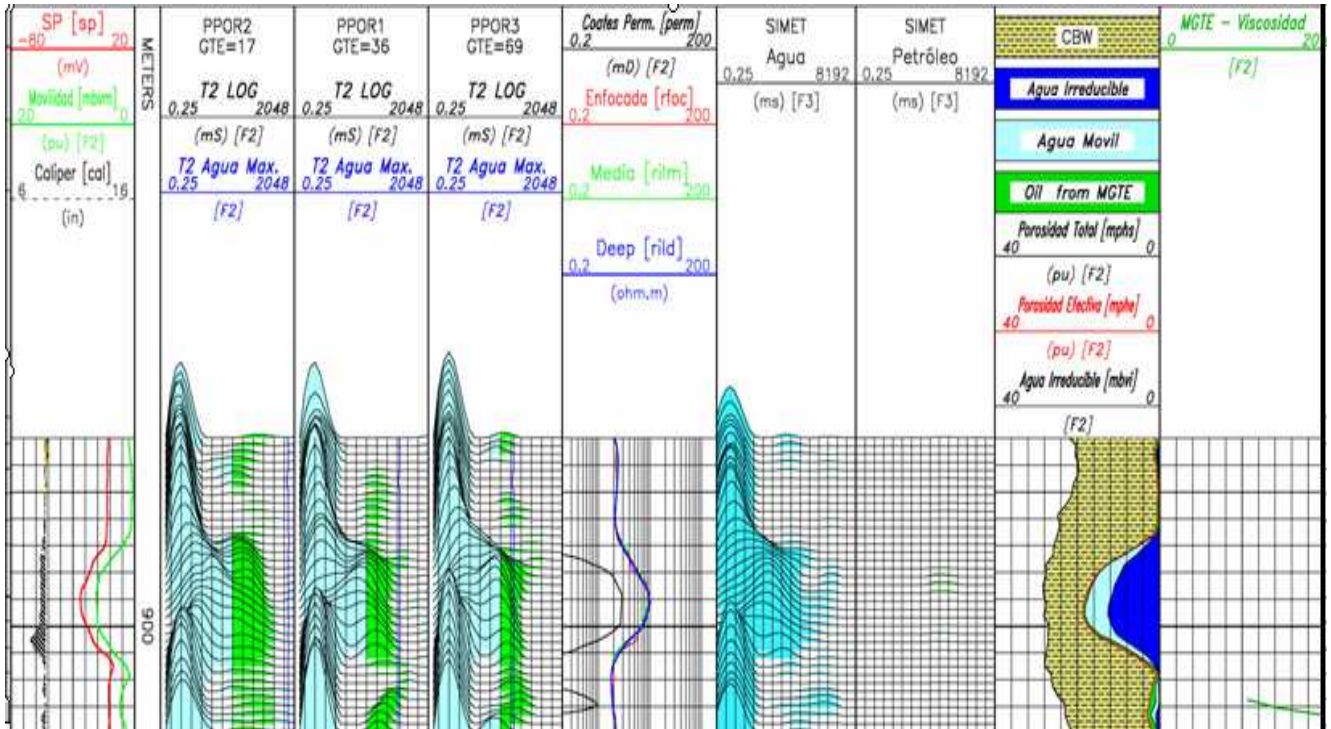 SP [sp]
-80 20
(mV)
Movilidad [mbvm]
20 0
(pu) [F2]
Caliper [cal]
6 16
(in)
METERS
900
PPOR2
GTE=17
T2 LOG
0.25 2048
(mS) [F2]
T2 Agua Max.
0.25 2048
[F2]
PPOR1
GTE=36
T2 LOG
0.25 2048
(mS) [F2]
T2 Agua Max.
0.25 2048
[F2]
PPOR3
GTE=69
T2 LOG
0.25 2048
(mS) [F2]
T2 Agua Max.
0.25 2048
[F2]
Coates Perm. [perm]
0.2 200
(mD) [F2]
Enfocada [rfoc]
0.2 200
Media [rilm]
0.2 200
Deep [rild]
0.2 200
(ohm.m)
SIMET
Agua
0.25 8192
(ms) [F3]
SIMET
Petróleo
0.25 8192
(ms) [F3]
CBW
Agua Irreducible
Agua Movil
Oil from MGTE
Porosidad Total [mphs]
40 0
(pu) [F2]
Porosidad Efectiva [mphe]
40 0
(pu) [F2]
Agua Irreducible [mbvi]
40 0
[F2]
MGTE - Viscosidad
0 20
[F2]